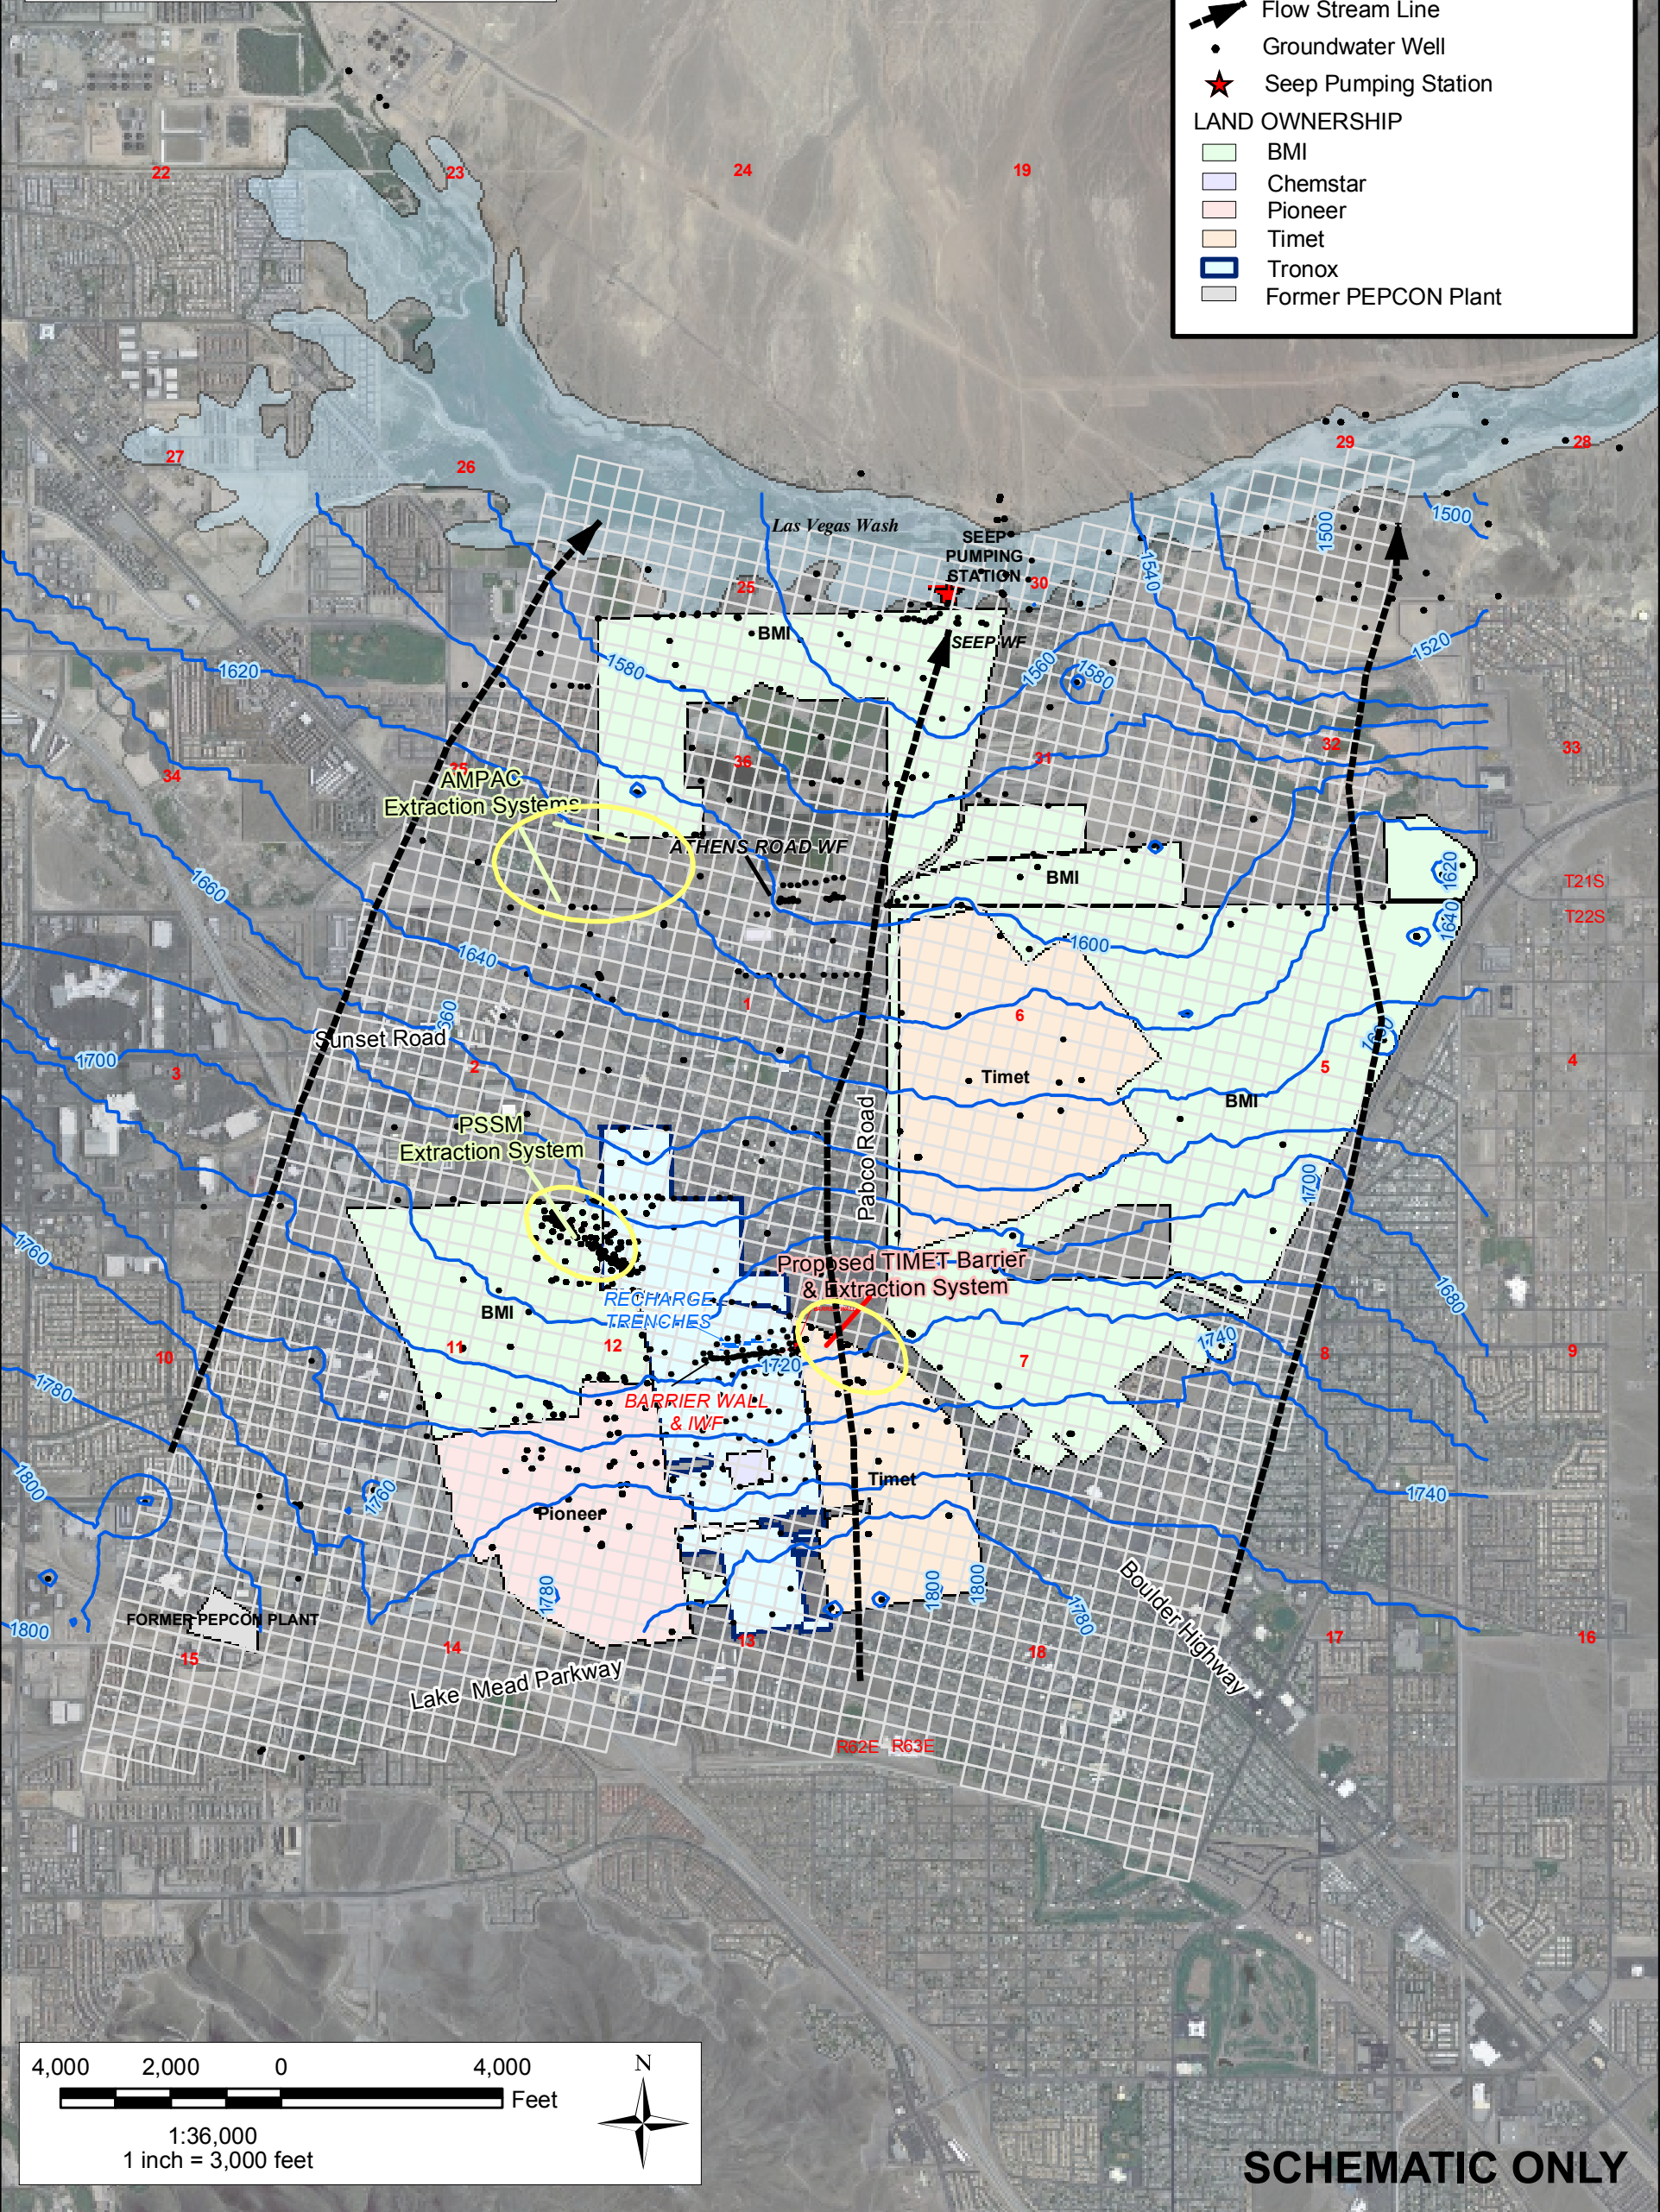 Flow Stream Line
Groundwater Well
Seep Pumping Station
LAND OWNERSHIP
BMI
Chemstar
Pioneer
Timet
Tronox
Former PEPCON Plant
22
23
24
19
27
26
29
28
Las Vegas Wash
1500
1500
SEEP
PUMPING
STATION
1540
25
30
BMI
SEEP WF
1520
1620
1580
1560
1580
36
31
32
33
34
35
AMPAC
Extraction Systems
ATHENS ROAD WF
BMI
1620
T21S
1660
T22S
1640
1640
1600
1
6
Sunset Road
1660
1680
1700
3
2
5
4
Timet
BMI
PSSM
Extraction System
Pabco Road
1700
1760
Proposed TIMET Barrier
& Extraction System
RECHARGE
TRENCHES
1680
BMI
10
11
12
1720
7
1740
8
9
1780
BARRIER WALL
& IWF
1800
1760
Timet
1740
Pioneer
1780
1800
1800
1780
Boulder Highway
FORMER PEPCON PLANT
1800
15
14
13
18
17
16
Lake Mead Parkway
R62E R63E
4,000 2,000 0 4,000
Feet
N
1:36,000
1 inch = 3,000 feet
SCHEMATIC ONLY